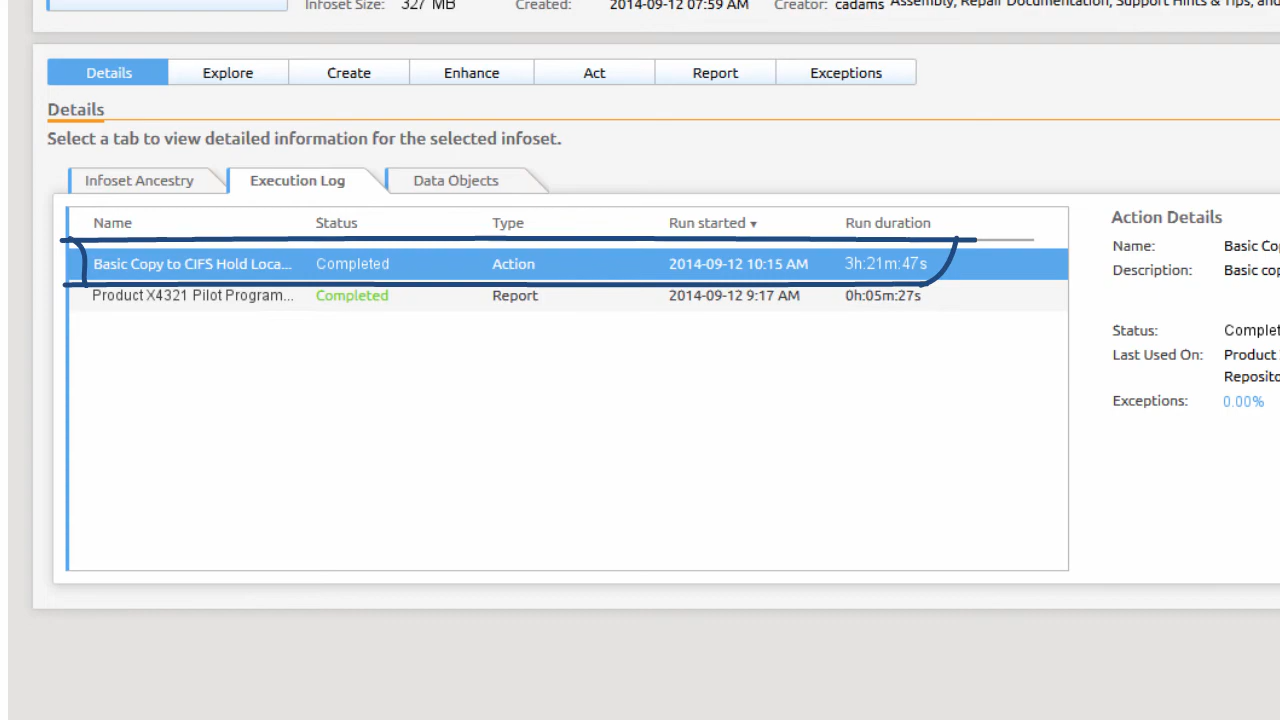 Infoset Size: 327 MB Created: 2014-09-12 07:59 AM Creator: cadams Assembly, Repair Documentation, Support Hints & Tips, and
Details Explore Create Enhance Act Report Exceptions
Details
Select a tab to view detailed information for the selected infoset.
Infoset Ancestry Execution Log Data Objects
Name Status Type Run started Run duration
Basic Copy to CIFS Hold Loca... Completed Action 2014-09-12 10:15 AM 3h:21m:47s
Product X4321 Pilot Program... Completed Report 2014-09-12 9:17 AM 0h:05m:27s
Action Details
Name: Basic Co
Description: Basic cop
Status: Complet
Last Used On: Product
Reposito
Exceptions: 0.00%